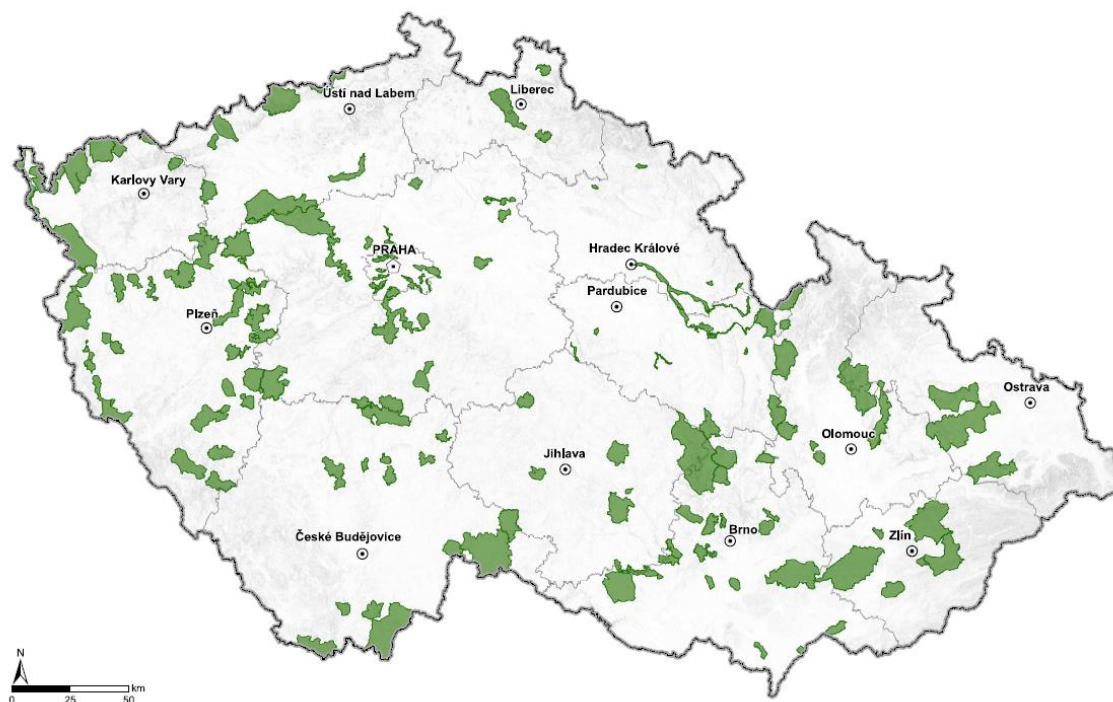 Liberec
Ústí nad Labem
Karlovy Vary
Hradec Králové
PRAHA
Pardubice
Plzeň
Ostrava
Olomouc
Jihlava
Brno
České Budějovice
Zlín
N
km
0 25 50